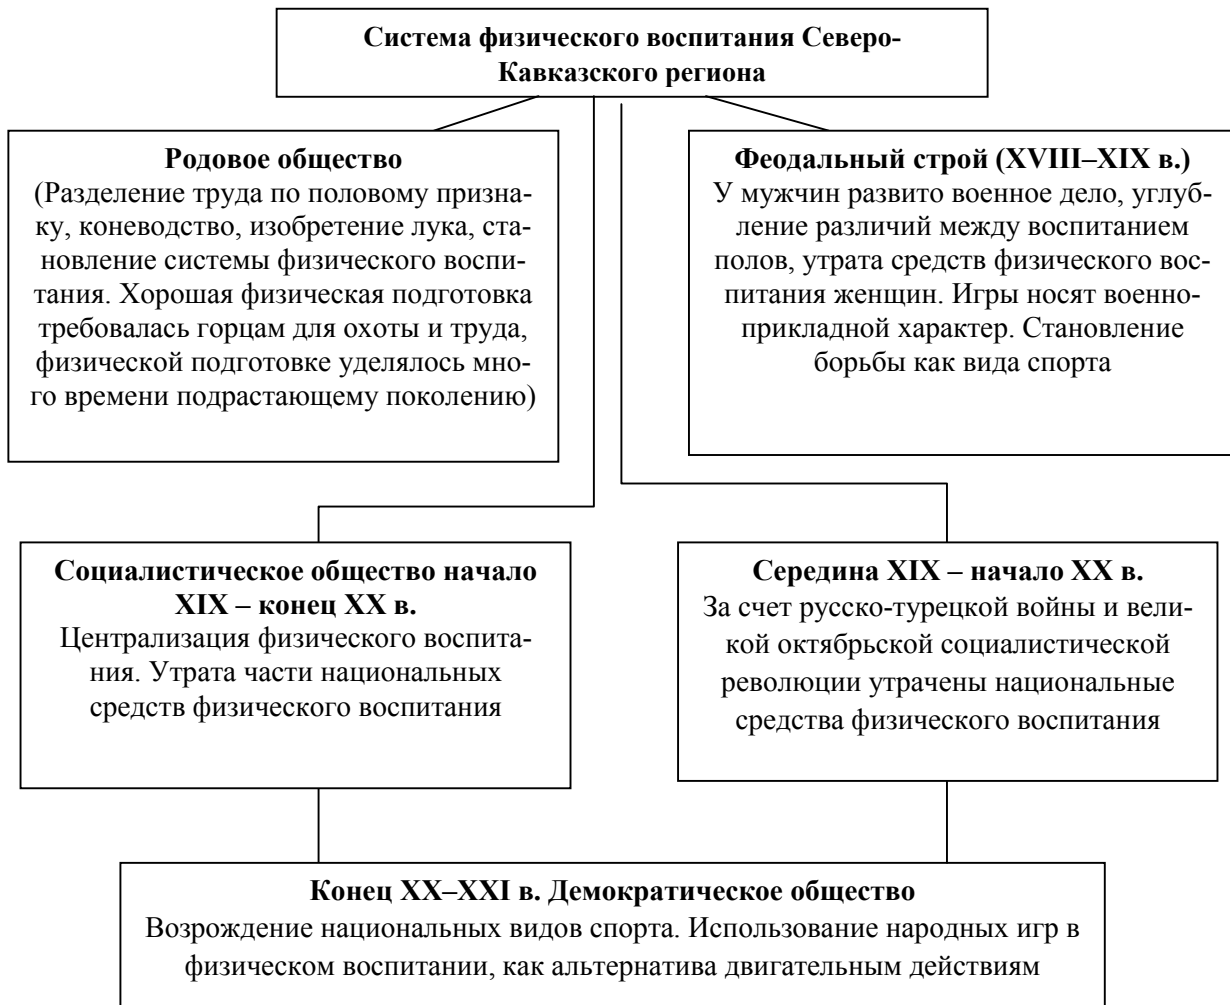 Система физического воспитания Северо-
Кавказского региона
Родовое общество
(Разделение труда по половому призна-
ку, коневодство, изобретение лука, ста-
новление системы физического воспи-
тания. Хорошая физическая подготовка
требовалась горцам для охоты и труда,
физической подготовке уделялось мно-
го времени подрастающему поколению)
Феодальный строй (XVIII–XIX в.)
У мужчин развито военное дело, углуб-
ление различий между воспитанием
полов, утрата средств физического вос-
питания женщин. Игры носят военно-
прикладной характер. Становление
борьбы как вида спорта
Социалистическое общество начало
XIX – конец XX в.
Централизация физического воспита-
ния. Утрата части национальных
средств физического воспитания
Середина XIX – начало XX в.
За счет русско-турецкой войны и вели-
кой октябрьской социалистической
революции утрачены национальные
средства физического воспитания
Конец XX–XXI в. Демократическое общество
Возрождение национальных видов спорта. Использование народных игр в
физическом воспитании, как альтернатива двигательным действиям